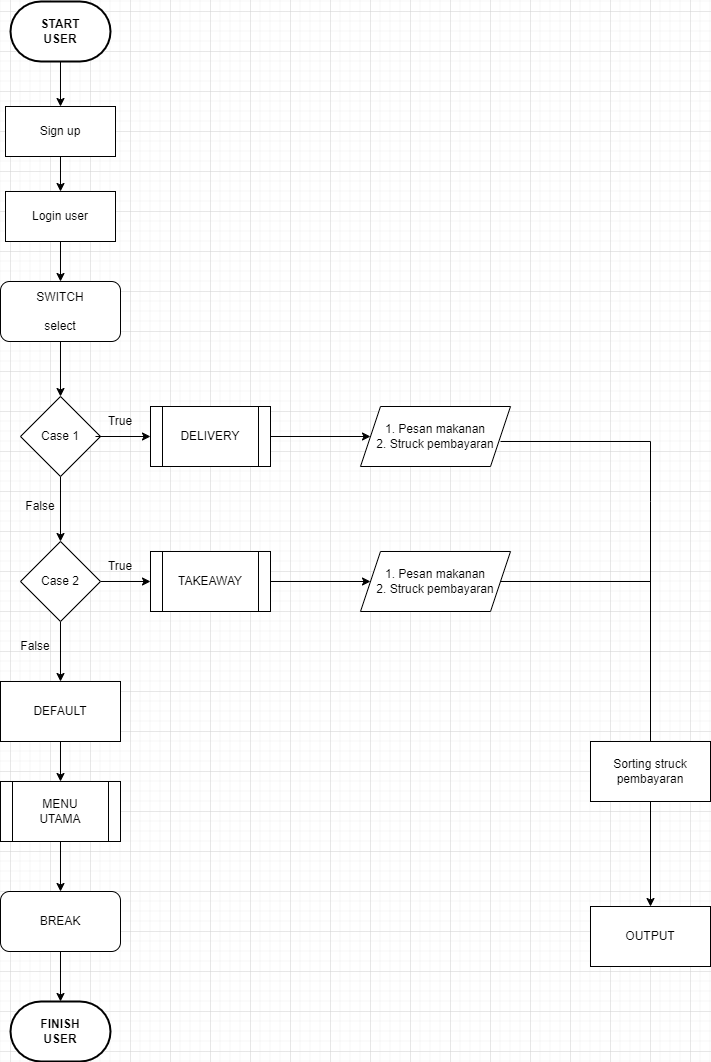 START
USER
Sign up
Login user
SWITCH
select
Case 1
True
DELIVERY
1. Pesan makanan
2. Struck pembayaran
False
Case 2
True
TAKEAWAY
1. Pesan makanan
2. Struck pembayaran
False
DEFAULT
MENU
UTAMA
Sorting struck
pembayaran
BREAK
OUTPUT
FINISH
USER